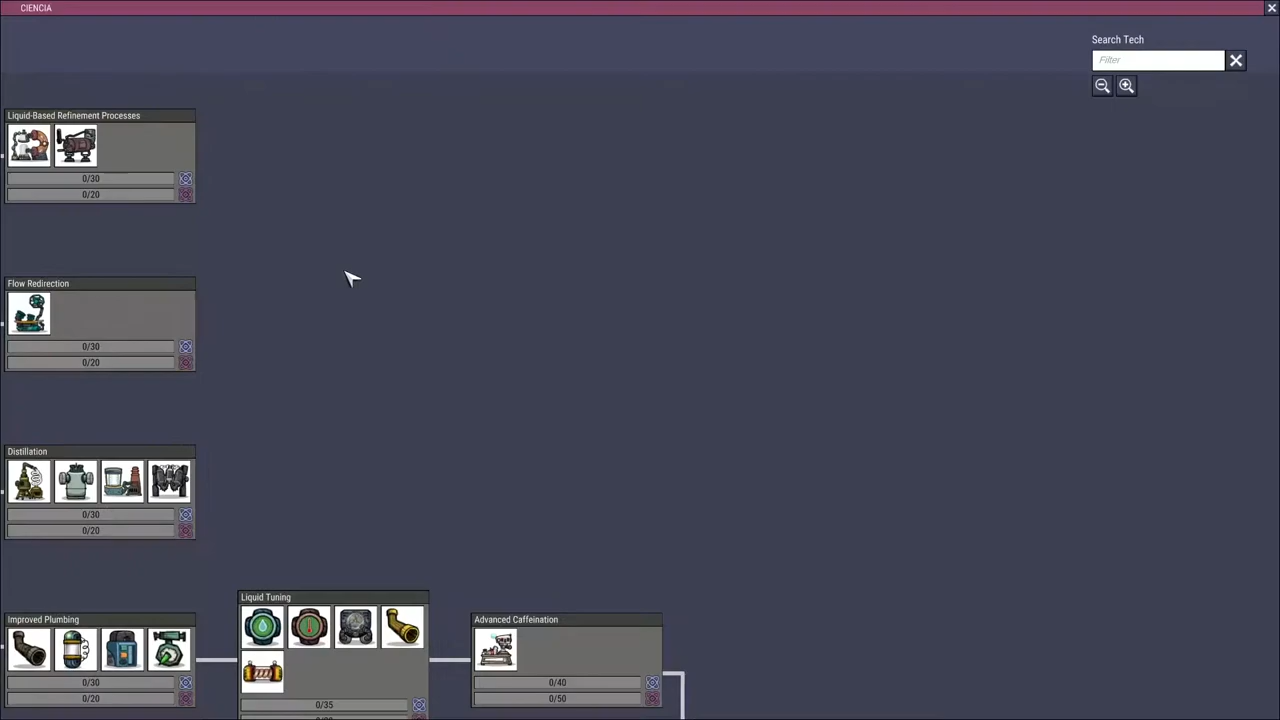 CIENCIA
Search Tech
Filter
Liquid-Based Refinement Processes
0/30
0/20
Flow Redirection
0/30
0/20
Distillation
0/30
0/20
Improved Plumbing
0/30
0/20
Liquid Tuning
0/35
Advanced Caffeination
0/40
0/50